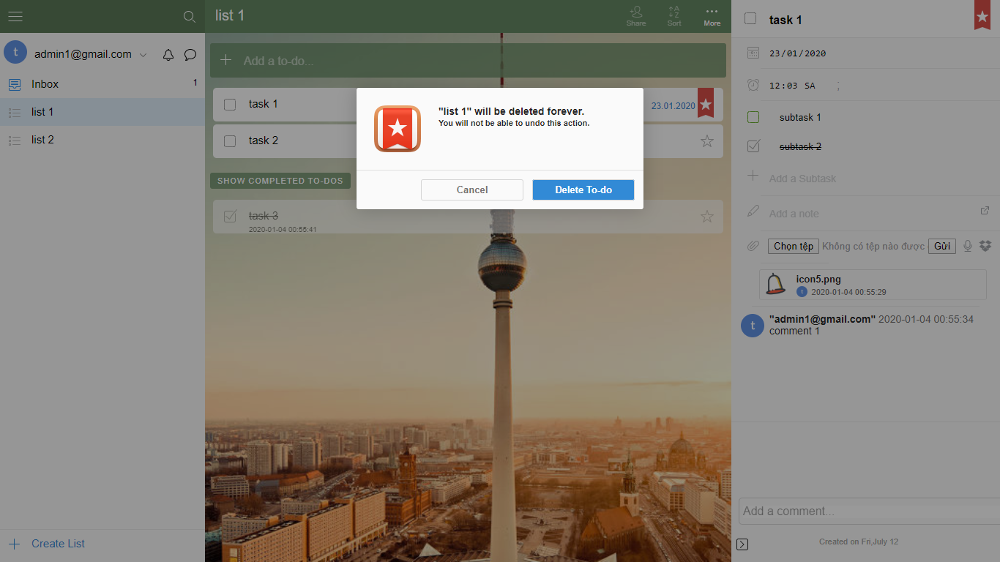 t
admin1@gmail.com
Inbox
1
list 1
list 2
Create List
list 1
Share
A
Z
Sort
More
Add a to-do...
task 1
23.01.2020
task 2
SHOW COMPLETED TO-DOS
task 3
2020-01-04 00:55:41
"list 1" will be deleted forever.
You will not be able to undo this action.
Cancel
Delete To-do
task 1
23/01/2020
12:03 SA
subtask 1
subtask 2
Add a Subtask
Add a note
Chọn tệp Không có tệp nào được Gửi
icon5.png
t 2020-01-04 00:55:29
t
"admin1@gmail.com" 2020-01-04 00:55:34
comment 1
Add a comment...
Created on Fri,July 12